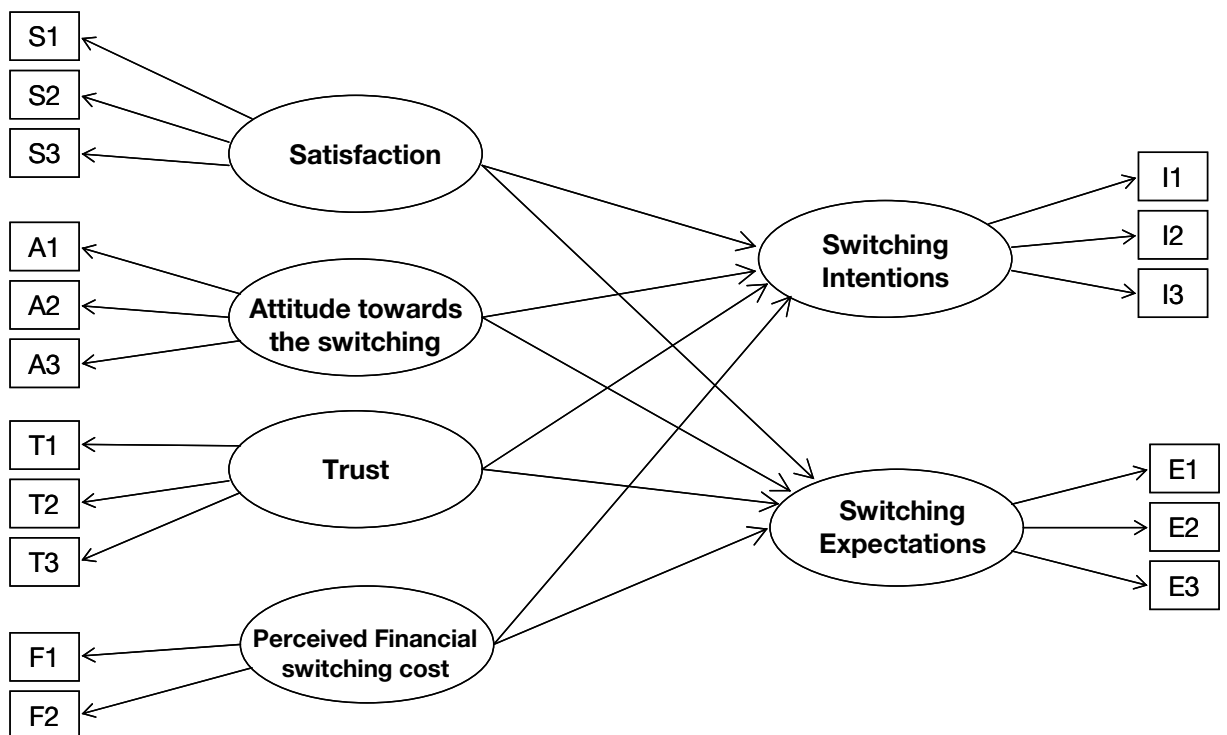 S1
S2
S3
Satisfaction
A1
A2
A3
Attitude towards
the switching
T1
T2
T3
Trust
F1
F2
Perceived Financial
switching cost
Switching
Intentions
I1
I2
I3
Switching
Expectations
E1
E2
E3